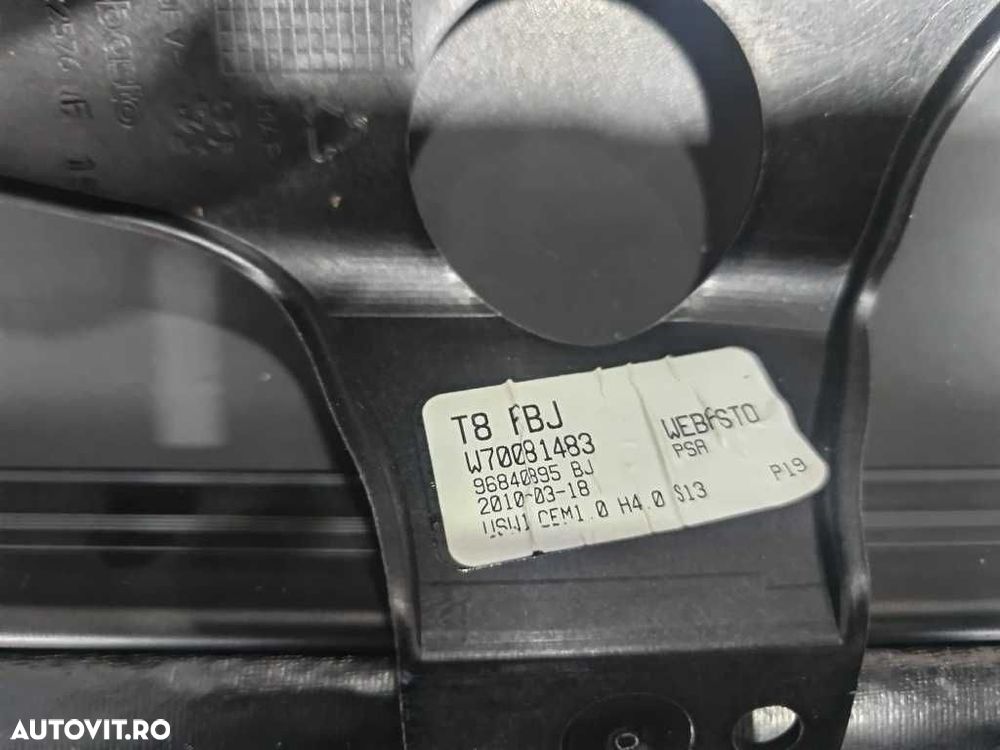 T8 FBJ
W70081483
96840895 BJ
2010-03-18
CEM1.0 H4.0 S13
WEBASTO
PSA
P19
AUTOVIT.RO